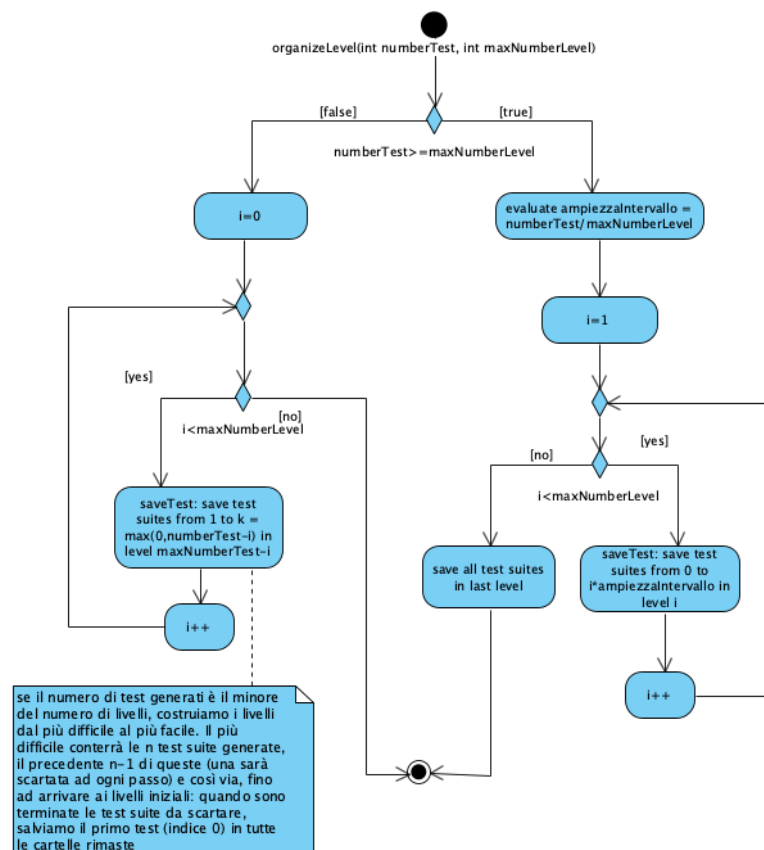 organizeLevel(int numberTest, int maxNumberLevel)
[false]
[true]
numberTest>=maxNumberLevel
i=0
evaluate ampiezzaIntervallo =
numberTest/maxNumberLevel
i=1
[yes]
[no]
i<maxNumberLevel
[no]
[yes]
i<maxNumberLevel
saveTest: save test
suites from 1 to k =
max(0,numberTest-i) in
level maxNumberTest-i
save all test suites
in last level
saveTest: save test
suites from 0 to
i*ampiezzaIntervallo in
level i
i++
i++
se il numero di test generati è il minore
del numero di livelli, costruiamo i livelli
dal più difficile al più facile. Il più
difficile conterrà le n test suite generate,
il precedente n-1 di queste (una sarà
scartata ad ogni passo) e così via, fino
ad arrivare ai livelli iniziali: quando sono
terminate le test suite da scartare,
salviamo il primo test (indice 0) in tutte
le cartelle rimaste